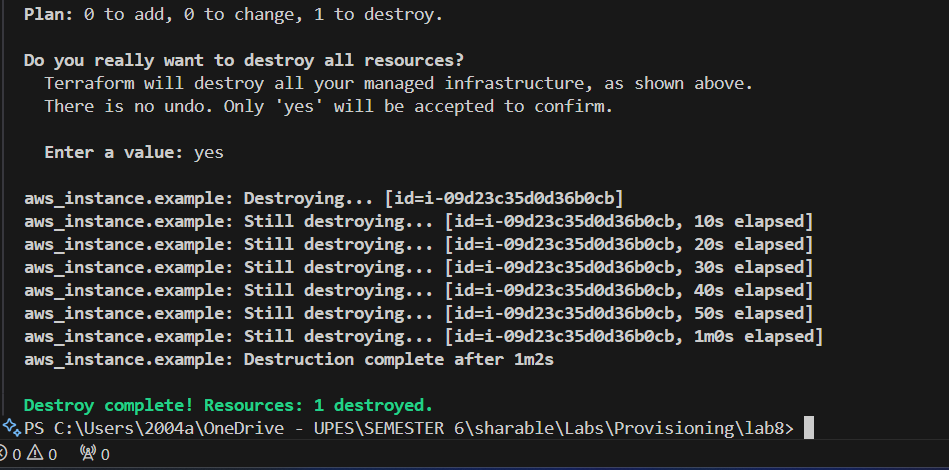 Plan: 0 to add, 0 to change, 1 to destroy.
Do you really want to destroy all resources?
Terraform will destroy all your managed infrastructure, as shown above.
There is no undo. Only 'yes' will be accepted to confirm.
Enter a value: yes
aws_instance.example: Destroying... [id=i-09d23c35d0d36b0cb]
aws_instance.example: Still destroying... [id=i-09d23c35d0d36b0cb, 10s elapsed]
aws_instance.example: Still destroying... [id=i-09d23c35d0d36b0cb, 20s elapsed]
aws_instance.example: Still destroying... [id=i-09d23c35d0d36b0cb, 30s elapsed]
aws_instance.example: Still destroying... [id=i-09d23c35d0d36b0cb, 40s elapsed]
aws_instance.example: Still destroying... [id=i-09d23c35d0d36b0cb, 50s elapsed]
aws_instance.example: Still destroying... [id=i-09d23c35d0d36b0cb, 1m0s elapsed]
aws_instance.example: Destruction complete after 1m2s
Destroy complete! Resources: 1 destroyed.
PS C:\Users\2004a\OneDrive - UPES\SEMESTER 6\sharable\Labs\Provisioning\lab8>
0 0 0